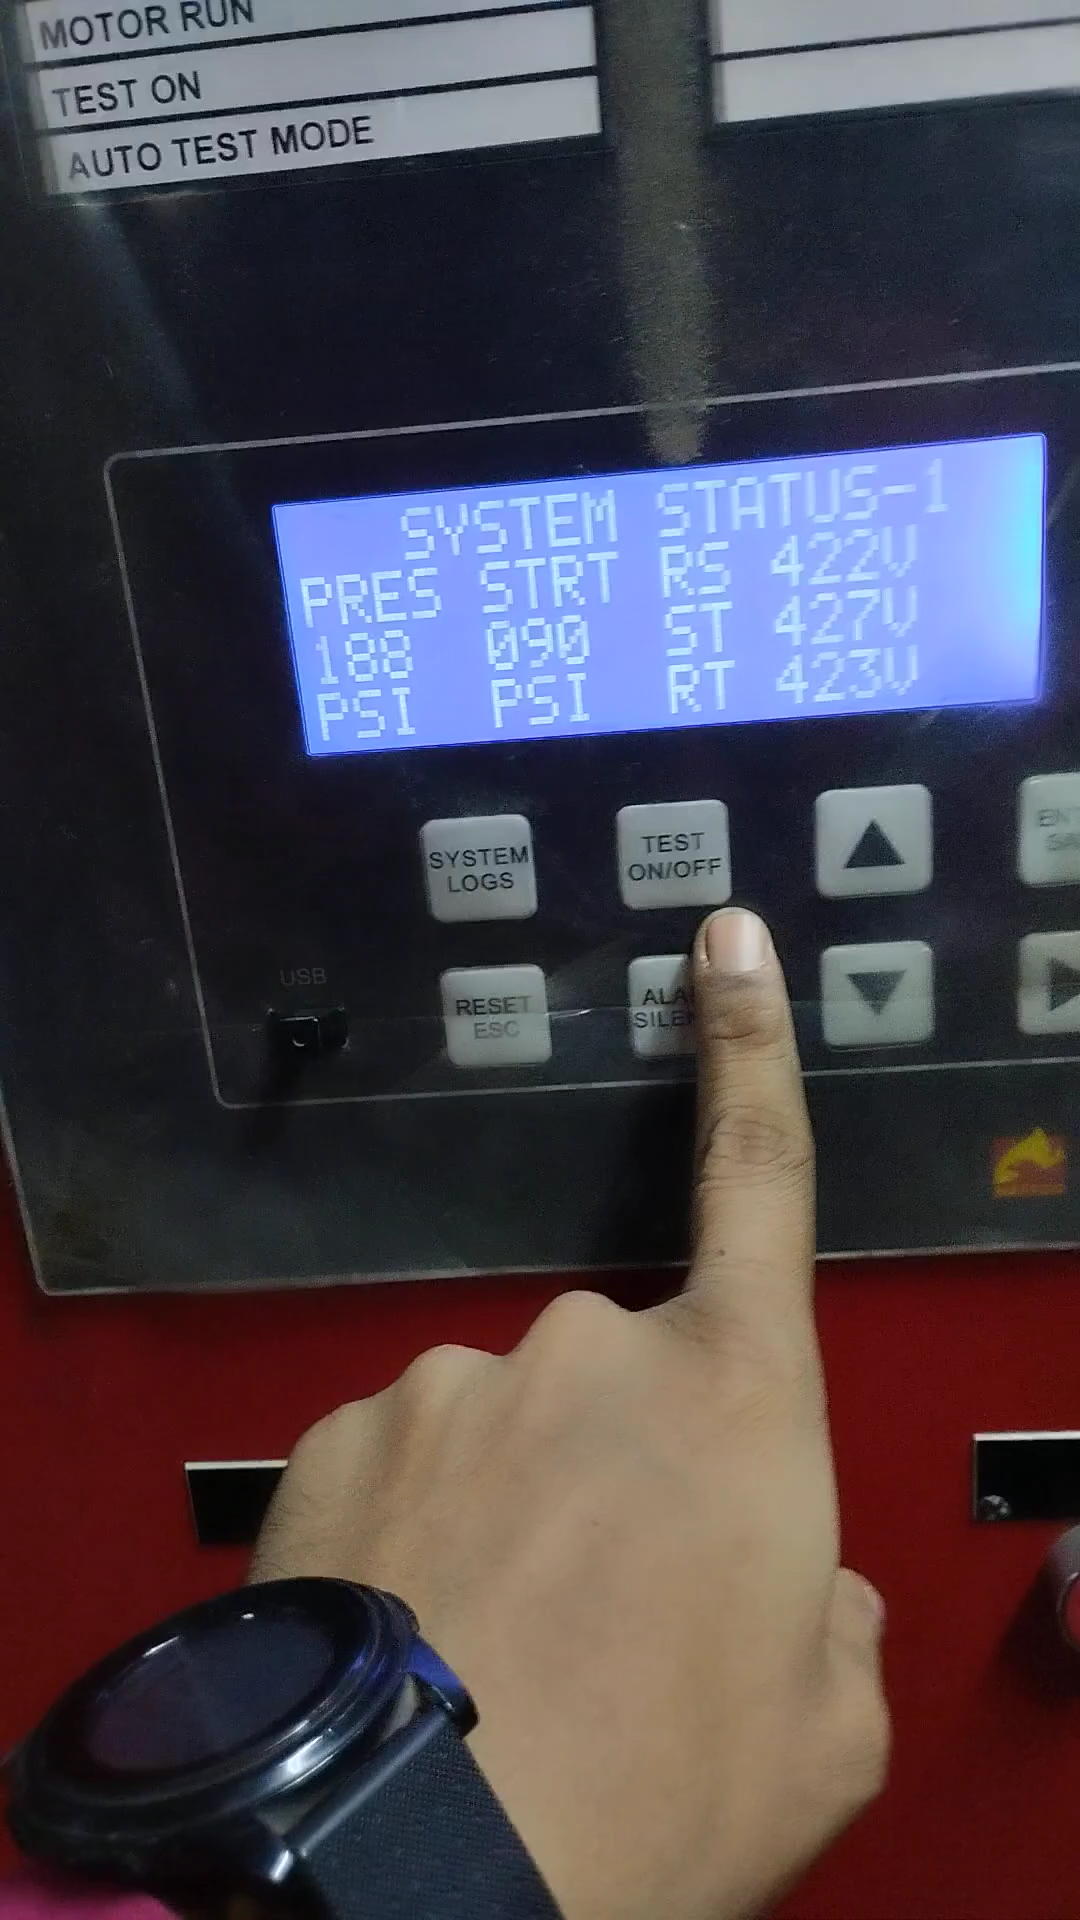 MOTOR RUN
TEST ON
AUTO TEST MODE
SYSTEM STATUS-1
PRES STRT RS 422V
188 090 ST 427V
PSI PSI RT 423V
SYSTEM
LOGS
TEST
ON/OFF
USB
RESET
ESC